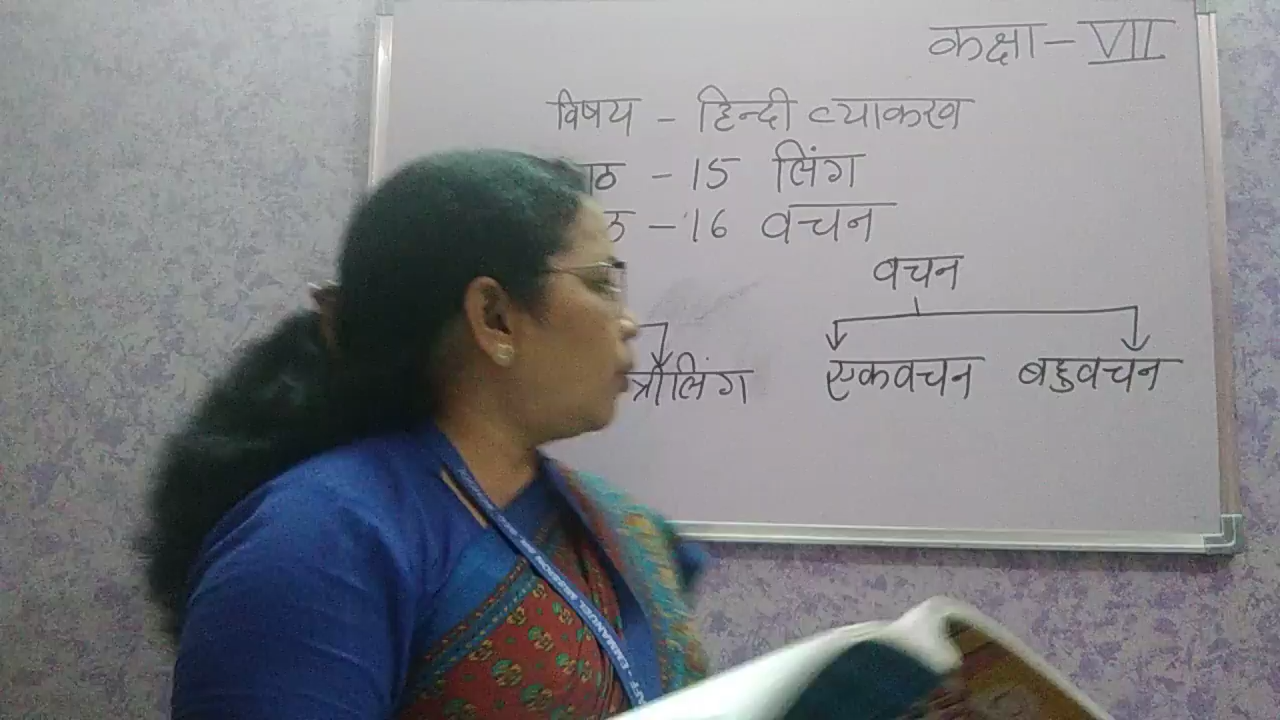 कक्षा - VII
विषय - हिन्दी व्याकरण
ाठ - 15 लिंग
ठ - 16 वचन
वचन
त्रीलिंग एकवचन बहुवचन